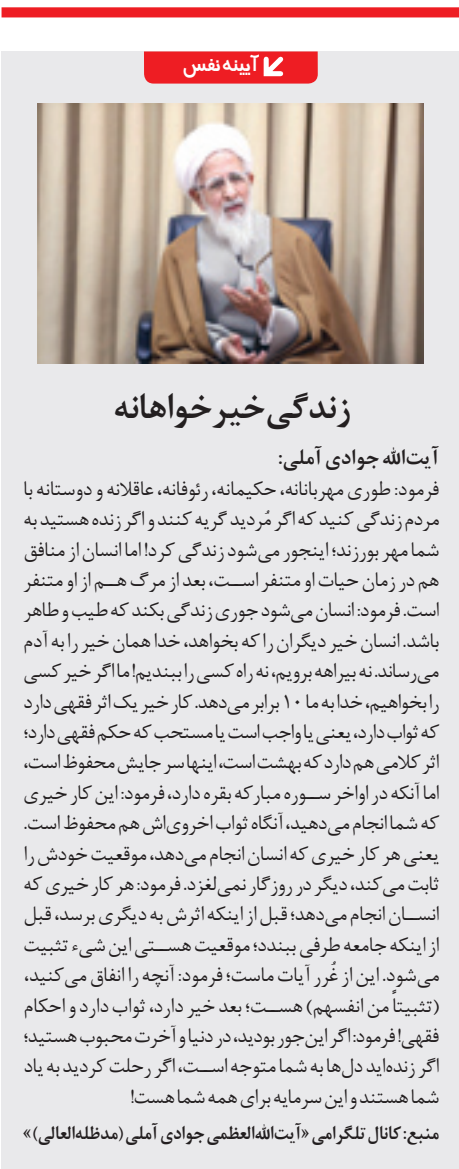 آیینه نفس
زندگی خیرخواهانه
آیت‌الله جوادی آملی:
فرمود: طوری مهربانانه، حکیمانه، رئوفانه، عاقلانه و دوستانه با
مردم زندگی کنید که اگر مُردید گریه کنند و اگر زنده هستید به
شما مهر بورزند؛ اینجور می‌شود زندگی کرد! اما انسان از منافق
هم در زمان حیات او متنفر است، بعد از مرگ هم از او متنفر
است. فرمود: انسان می‌شود جوری زندگی بکند که طیب و طاهر
باشد. انسان خیر دیگران را که بخواهد، خدا همان خیر را به آدم
می‌رساند. نه بیراهه برویم، نه راه کسی را ببندیم! ما اگر خیر کسی
را بخواهیم، خدا به ما ۱۰ برابر می‌دهد. کار خیر یک اثر فقهی دارد
که ثواب دارد، یعنی یا واجب است یا مستحب که حکم فقهی دارد؛
اثر کلامی هم دارد که بهشت است، اینها سر جایش محفوظ است،
اما آنکه در اواخر سوره مبارکه بقره دارد، فرمود: این کار خیری
که شما انجام می‌دهید، آنگاه ثواب اخروی‌اش هم محفوظ است.
یعنی هر کار خیری که انسان انجام می‌دهد، موقعیت خودش را
ثابت می‌کند، دیگر در روزگار نمی‌لغزد. فرمود: هر کار خیری که
انسان انجام می‌دهد؛ قبل از اینکه اثرش به دیگری برسد، قبل
از اینکه جامعه طرفی ببندد؛ موقعیت هستی این شیء تثبیت
می‌شود. این از غُرر آیات ماست؛ فرمود: آنچه را انفاق می‌کنید،
(تثبیتاً من انفسهم) هست؛ بعد خیر دارد، ثواب دارد و احکام
فقهی! فرمود: اگر این‌جور بودید، در دنیا و آخرت محبوب هستید؛
اگر زنده‌اید دل‌ها به شما متوجه است، اگر رحلت کردید به یاد
شما هستند و این سرمایه برای همه شما هست!
منبع: کانال تلگرامی «آیت‌الله‌العظمی جوادی آملی (مدظله‌العالی)»